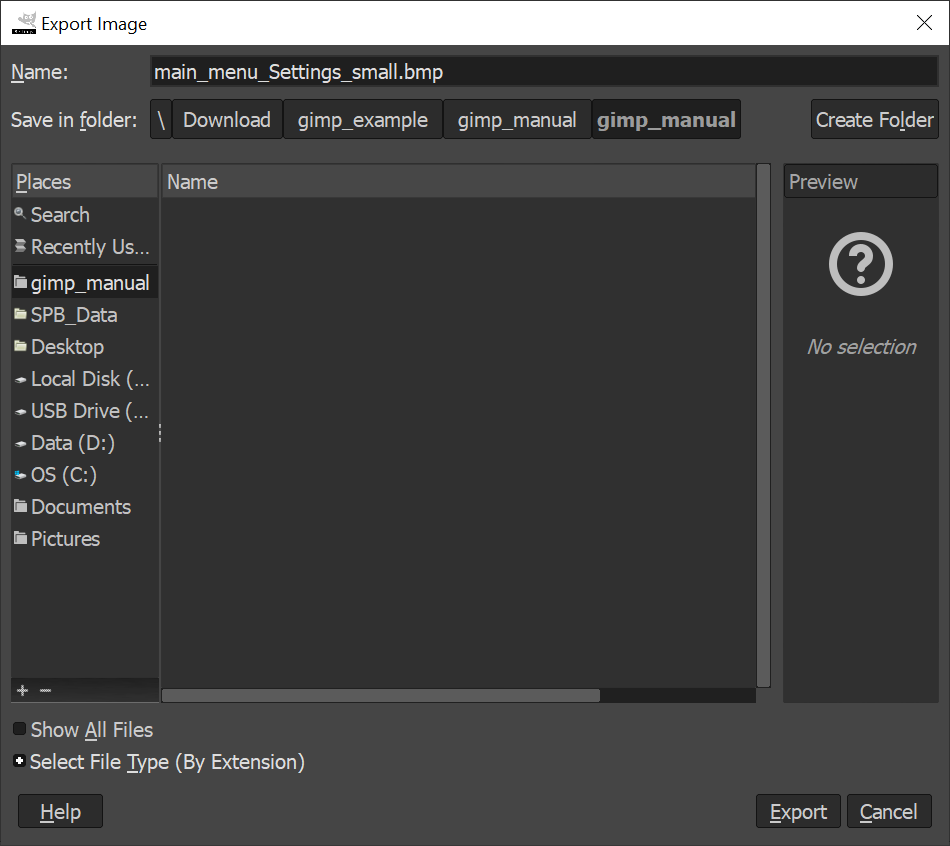 Export Image
Name: main_menu_Settings_small.bmp
Save in folder: \ Download gimp_example gimp_manual gimp_manual Create Folder
Places Name Preview
Search
Recently Us...
gimp_manual
SPB_Data
Desktop
No selection
Local Disk (...
USB Drive (...
Data (D:)
OS (C:)
Documents
Pictures
Show All Files
Select File Type (By Extension)
Help Export Cancel